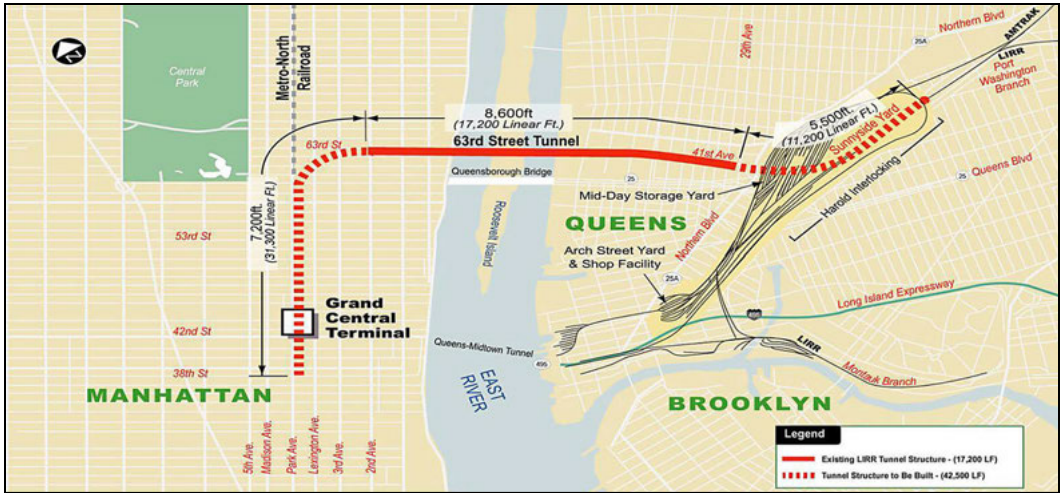 Central
Park
Metro-North
Railroad
63rd St
8,600ft
(17,200 Linear Ft.)
63rd Street Tunnel
29th Ave
Northern Blvd
25A
AMTRAK
LIRR
Port
Washington
Branch
5,500ft.
(11,200 Linear Ft.)
Sunnyside Yard
41st Ave
Queensborough Bridge
25
Mid-Day Storage Yard
Harold Interlocking
Queens Blvd
25
7,200ft.
(31,300 Linear Ft.)
53rd St
Roosevelt Island
QUEENS
Northern Blvd
Arch Street Yard
& Shop Facility
25A
Grand
Central
Terminal
42nd St
38th St
Long Island Expressway
Queens-Midtown Tunnel
495
LIRR
Montauk Branch
MANHATTAN
EAST
RIVER
BROOKLYN
5th Ave.
Madison Ave.
Park Ave.
Lexington Ave.
3rd Ave.
2nd Ave.
Legend
Existing LIRR Tunnel Structure - (17,200 LF)
Tunnel Structure to Be Built - (42,500 LF)